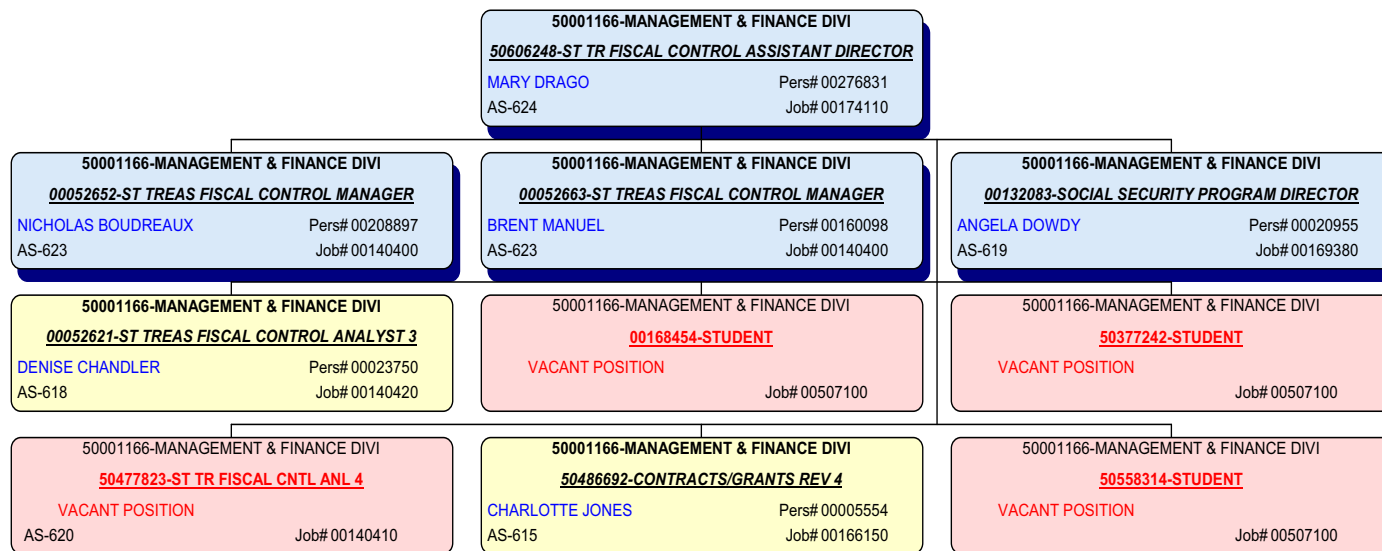 50001166-MANAGEMENT & FINANCE DIVI
50606248-ST TR FISCAL CONTROL ASSISTANT DIRECTOR
MARY DRAGO Pers# 00276831
AS-624 Job# 00174110
50001166-MANAGEMENT & FINANCE DIVI
00052652-ST TREAS FISCAL CONTROL MANAGER
NICHOLAS BOUDREAUX Pers# 00208897
AS-623 Job# 00140400
50001166-MANAGEMENT & FINANCE DIVI
00052663-ST TREAS FISCAL CONTROL MANAGER
BRENT MANUEL Pers# 00160098
AS-623 Job# 00140400
50001166-MANAGEMENT & FINANCE DIVI
00132083-SOCIAL SECURITY PROGRAM DIRECTOR
ANGELA DOWDY Pers# 00020955
AS-619 Job# 00169380
50001166-MANAGEMENT & FINANCE DIVI
00052621-ST TREAS FISCAL CONTROL ANALYST 3
DENISE CHANDLER Pers# 00023750
AS-618 Job# 00140420
50001166-MANAGEMENT & FINANCE DIVI
00168454-STUDENT
VACANT POSITION
Job# 00507100
50001166-MANAGEMENT & FINANCE DIVI
50377242-STUDENT
VACANT POSITION
Job# 00507100
50001166-MANAGEMENT & FINANCE DIVI
50477823-ST TR FISCAL CNTL ANL 4
VACANT POSITION
AS-620 Job# 00140410
50001166-MANAGEMENT & FINANCE DIVI
50486692-CONTRACTS/GRANTS REV 4
CHARLOTTE JONES Pers# 00005554
AS-615 Job# 00166150
50001166-MANAGEMENT & FINANCE DIVI
50558314-STUDENT
VACANT POSITION
Job# 00507100